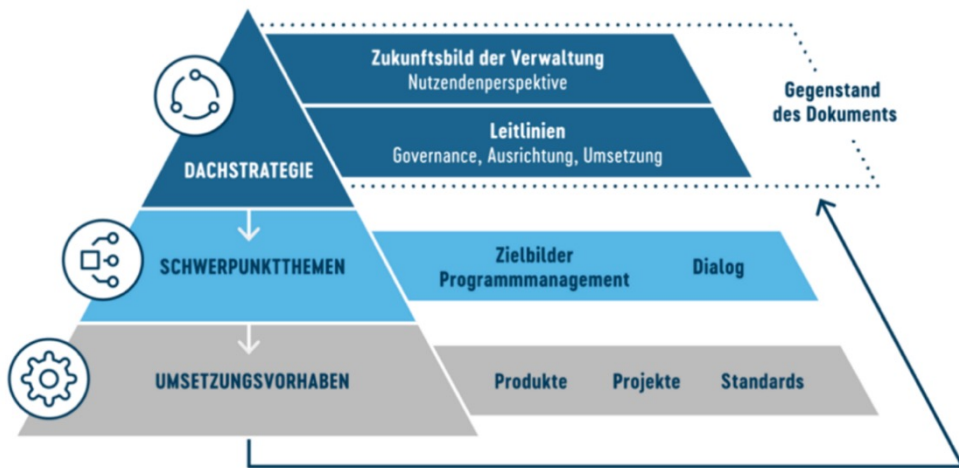 Zukunftsbild der Verwaltung
Nutzendenperspektive
Gegenstand
des Dokuments
Leitlinien
Governance, Ausrichtung, Umsetzung
DACHSTRATEGIE
SCHWERPUNKTTHEMEN
Zielbilder
Programmmanagement
Dialog
UMSETZUNGSVORHABEN
Produkte
Projekte
Standards